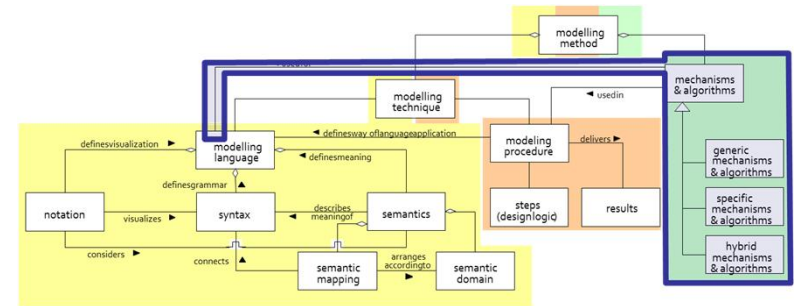 modelling
method
mechanisms
& algorithms
modelling
technique
usedin
definesvisualization
modelling
language
definesway oflanguageapplication
definesmeaning
modeling
procedure
delivers
generic
mechanisms
& algorithms
definesgrammar
notation
visualizes
syntax
describes
meaningof
semantics
steps
(designlogic)
results
specific
mechanisms
& algorithms
considers
connects
semantic
mapping
arranges
accordingto
semantic
domain
hybrid
mechanisms
& algorithms